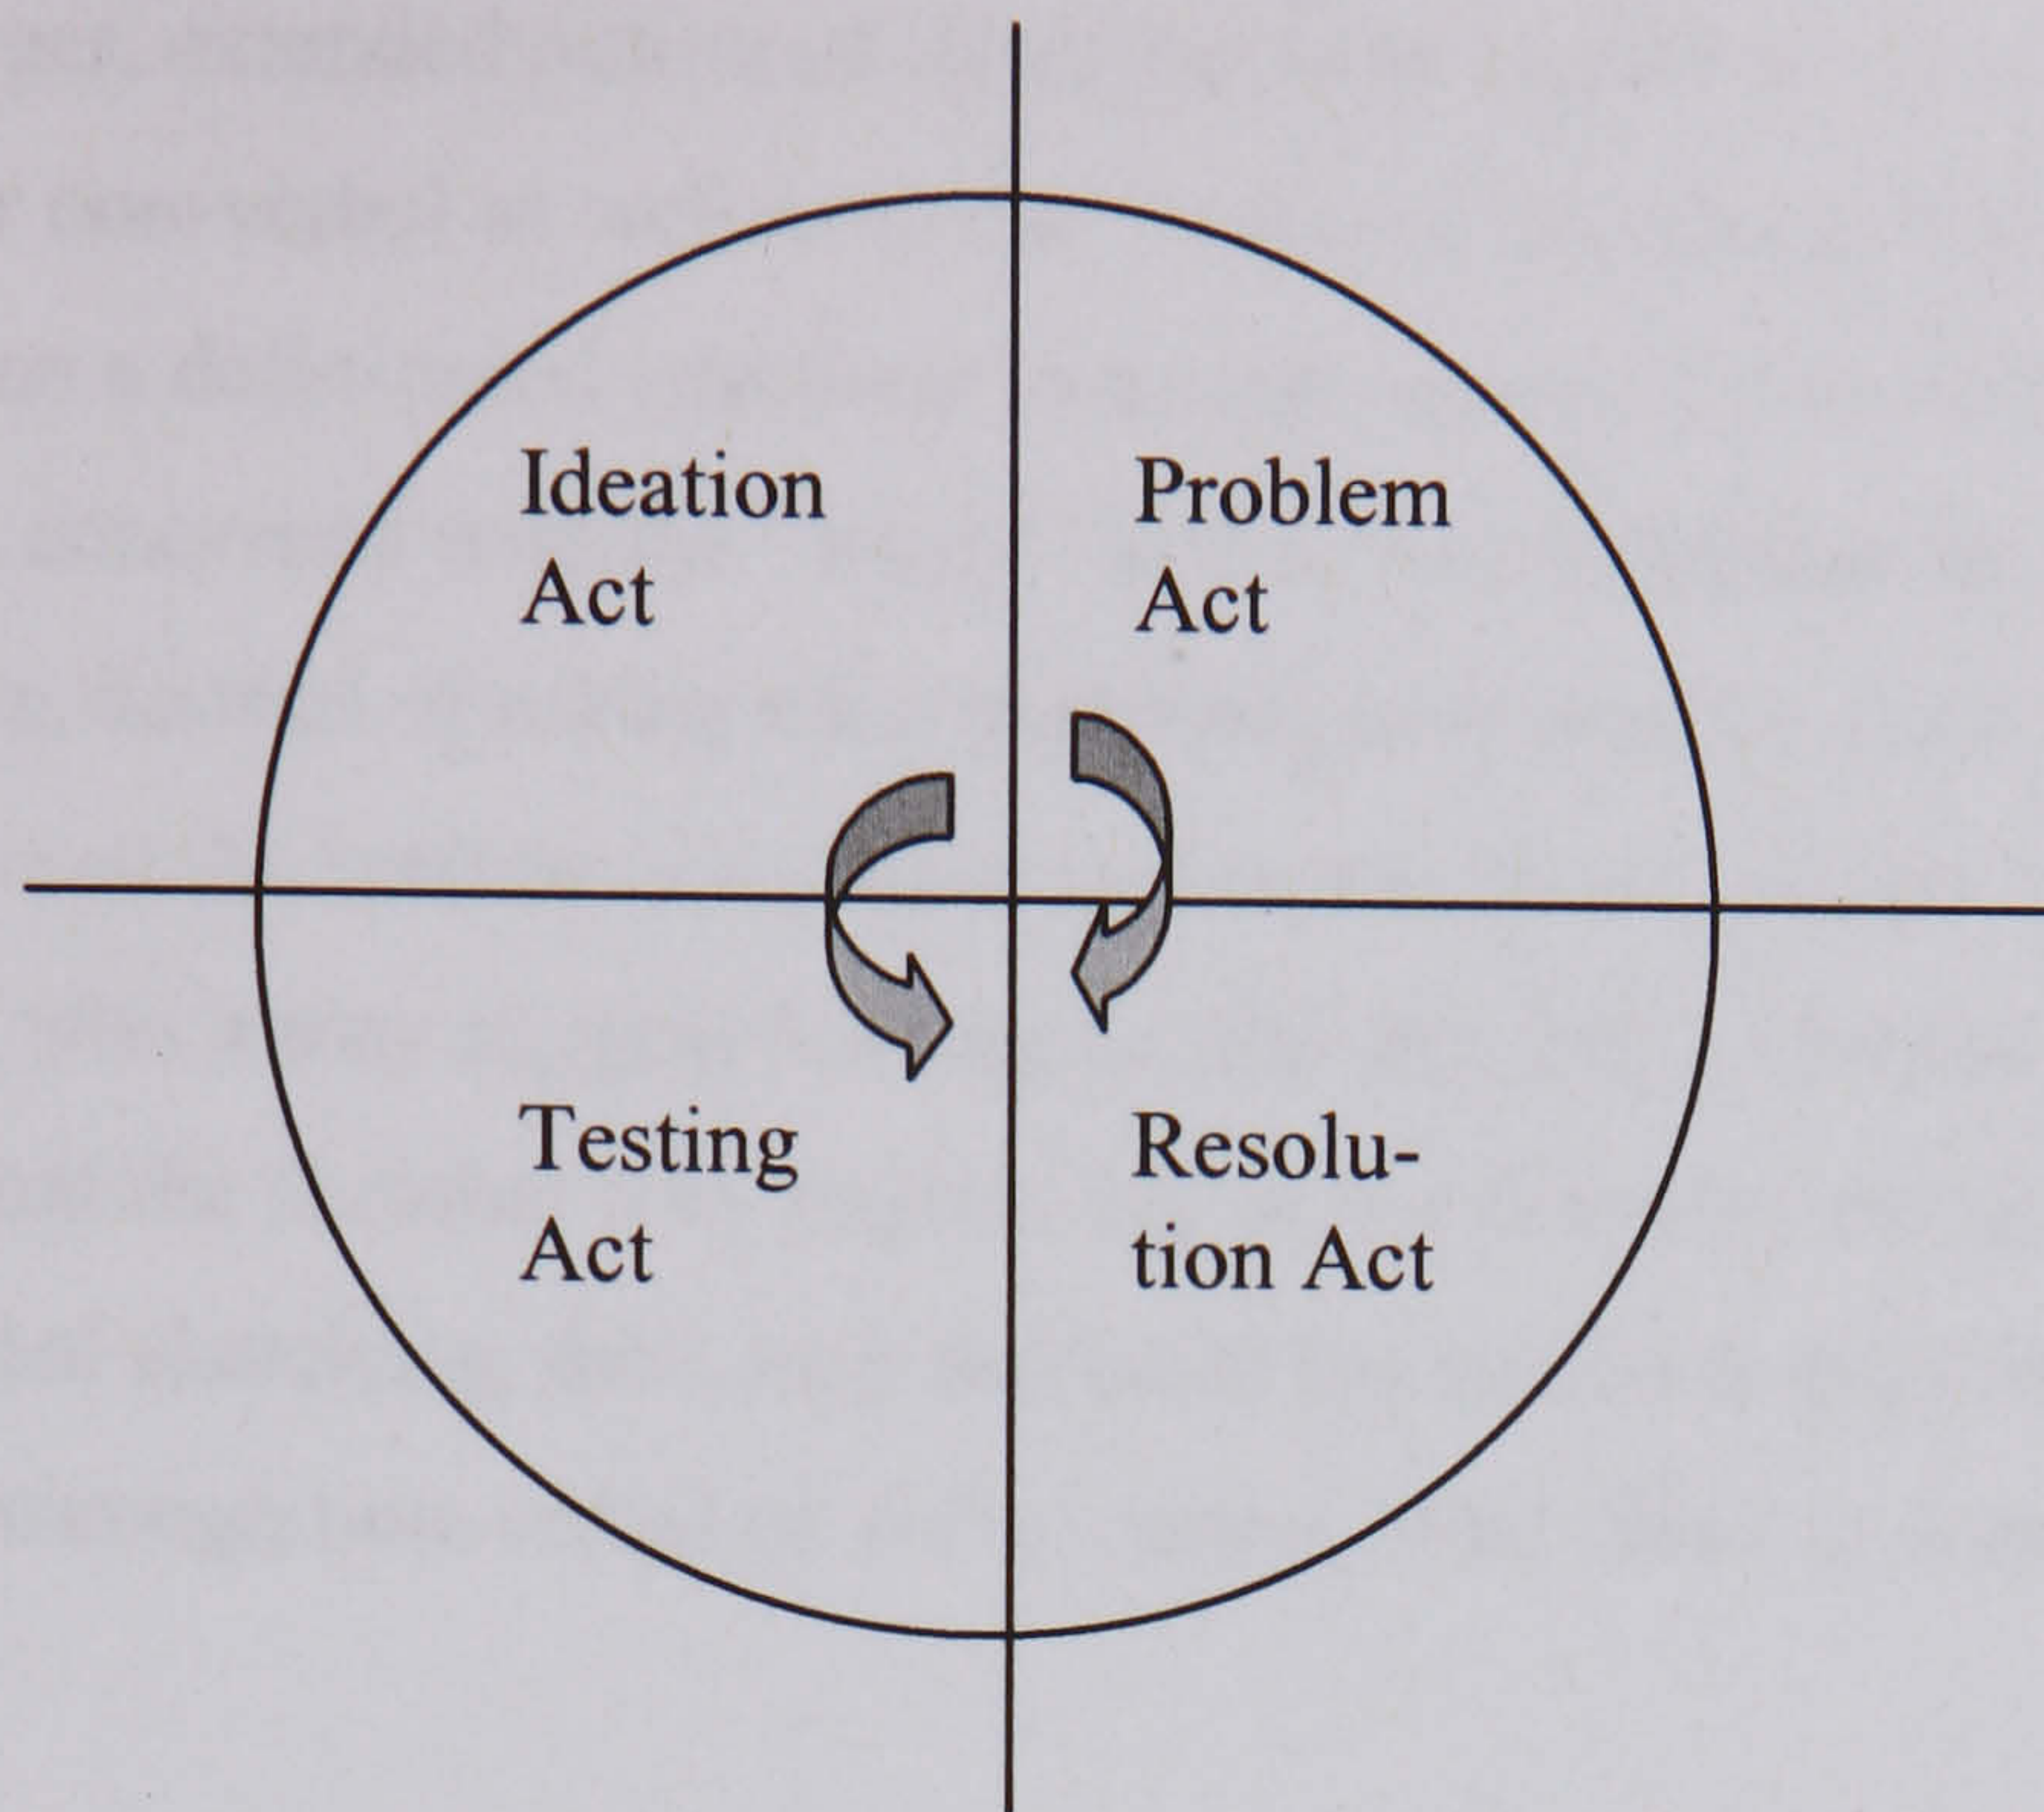 Ideation
Act
Problem
Act
Testing
Act
Resolu-
tion Act